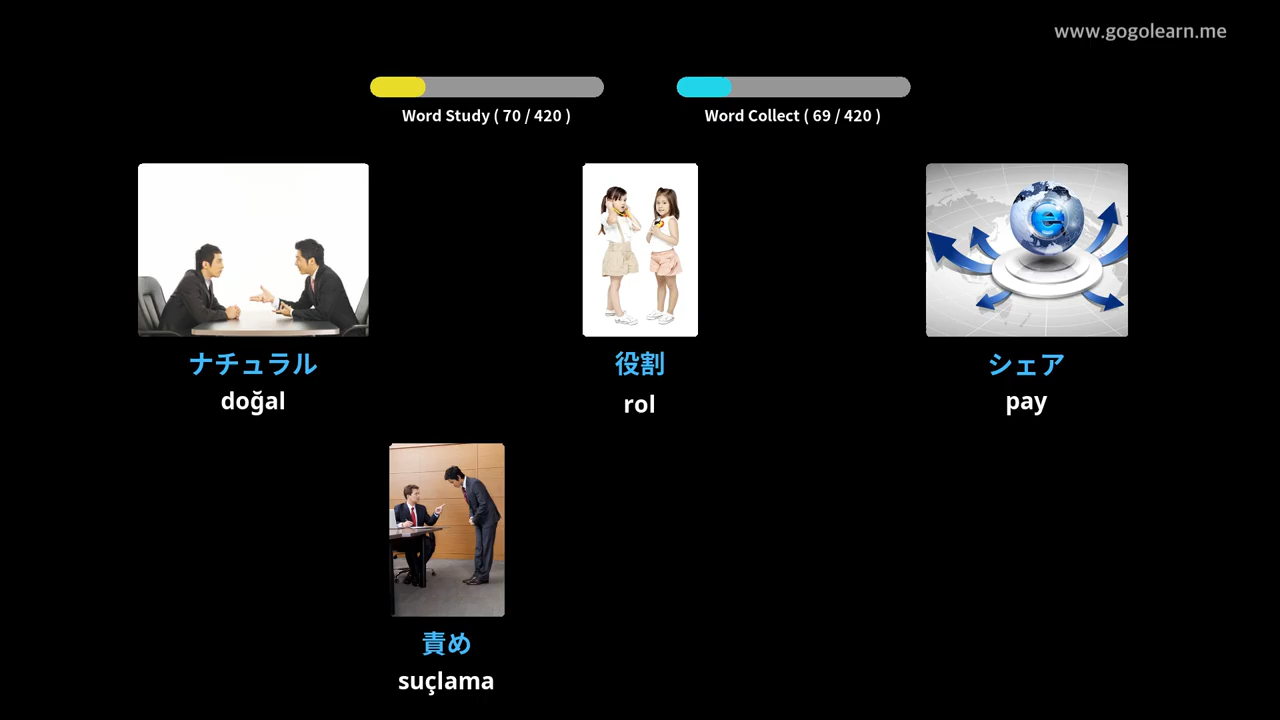 www.gogolearn.me
Word Study ( 70 / 420 )
Word Collect ( 69 / 420 )
ナチュラル
doğal
役割
rol
シェア
pay
責め
suçlama